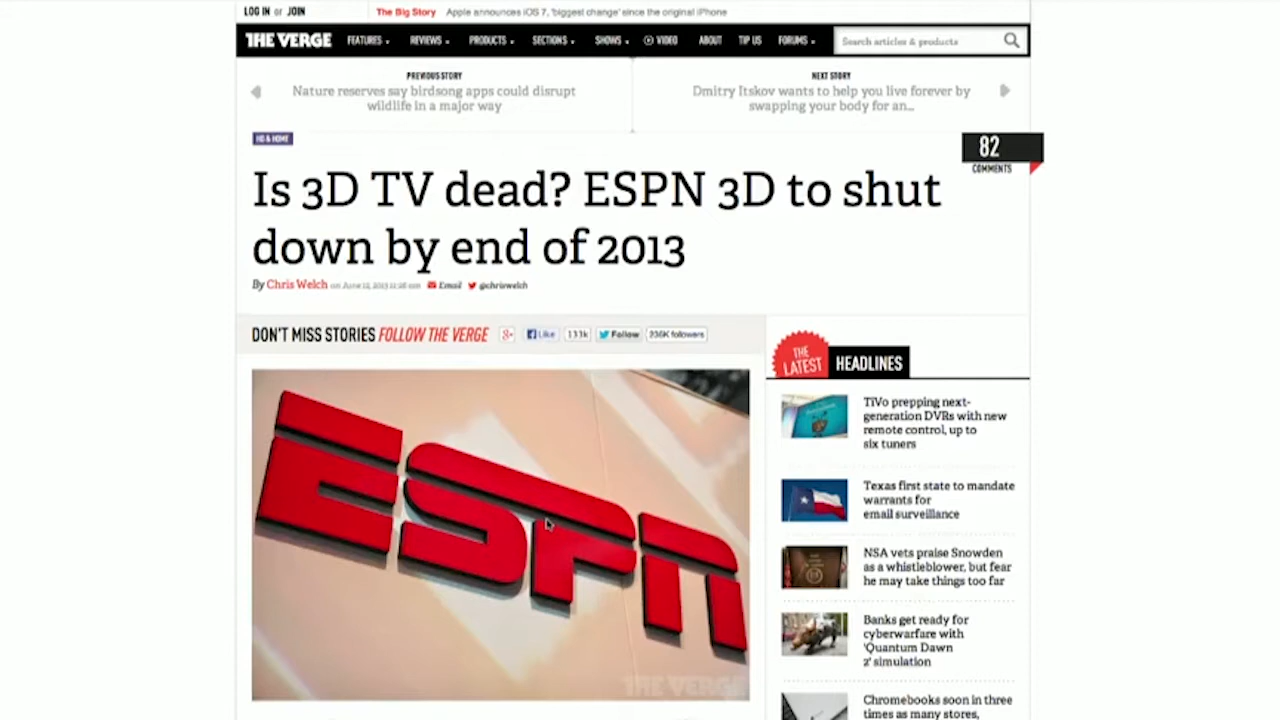 LOG IN or JOIN
The Big Story Apple announces iOS 7, 'biggest change' since the original iPhone
THE VERGE FEATURES REVIEWS PRODUCTS SECTIONS SHOWS VIDEO ABOUT TIP US FORUMS Search articles & products
PREVIOUS STORY
Nature reserves say birdsong apps could disrupt
wildlife in a major way
NEXT STORY
Dmitry Itskov wants to help you live forever by
swapping your body for an...
HD & HOME
82
COMMENTS
Is 3D TV dead? ESPN 3D to shut
down by end of 2013
By Chris Welch on June 12, 2013 11:26 am Email @chriswelch
DON'T MISS STORIES FOLLOW THE VERGE 8+ Like 133k Follow 236K followers
ESPN
THE VERGE
THE
LATEST
HEADLINES
TiVo prepping next-
generation DVRs with new
remote control, up to
six tuners
Texas first state to mandate
warrants for
email surveillance
NSA vets praise Snowden
as a whistleblower, but fear
he may take things too far
Banks get ready for
cyberwarfare with
'Quantum Dawn
2' simulation
Chromebooks soon in three
times as many stores,